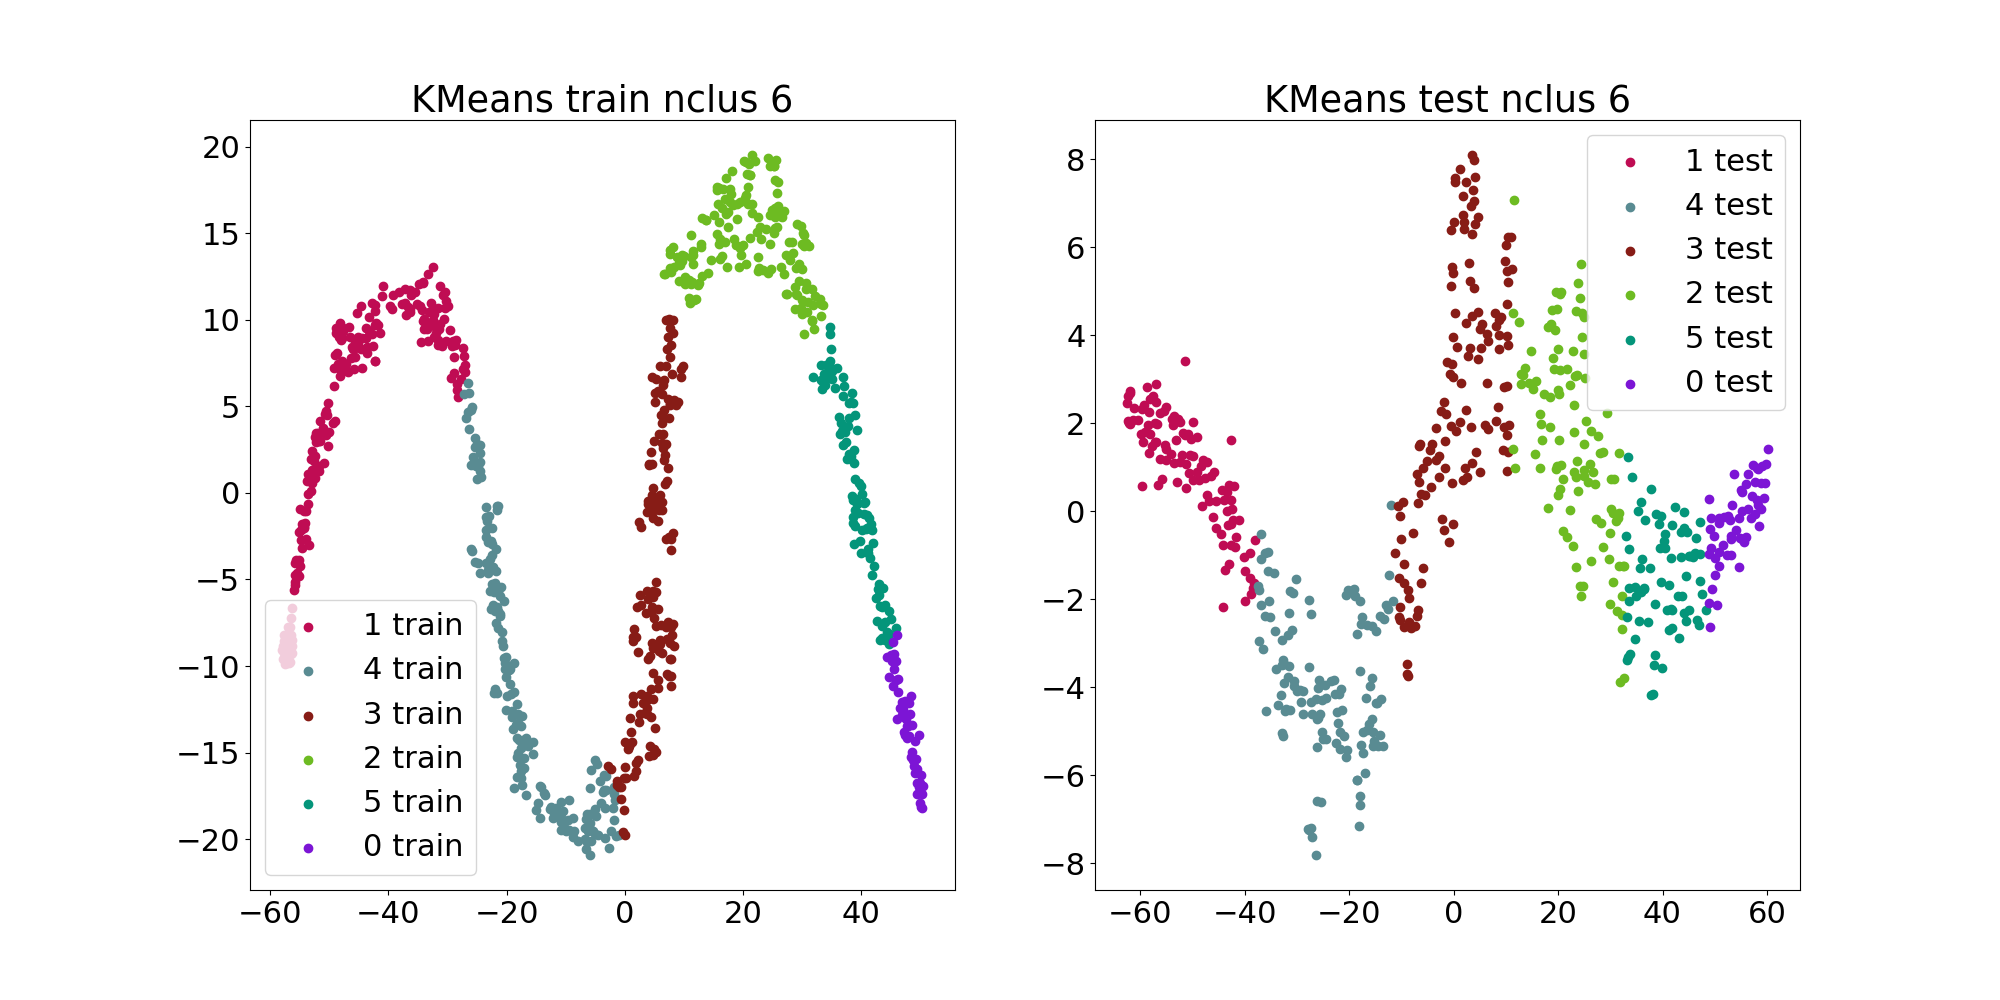 KMeans train nclus 6
20
15
10
5
0
−5
−10
−15
−20
−60
−40
−20
0
20
40
1 train
4 train
3 train
2 train
5 train
0 train
KMeans test nclus 6
8
6
4
2
0
−2
−4
−6
−8
−60
−40
−20
0
20
40
60
1 test
4 test
3 test
2 test
5 test
0 test